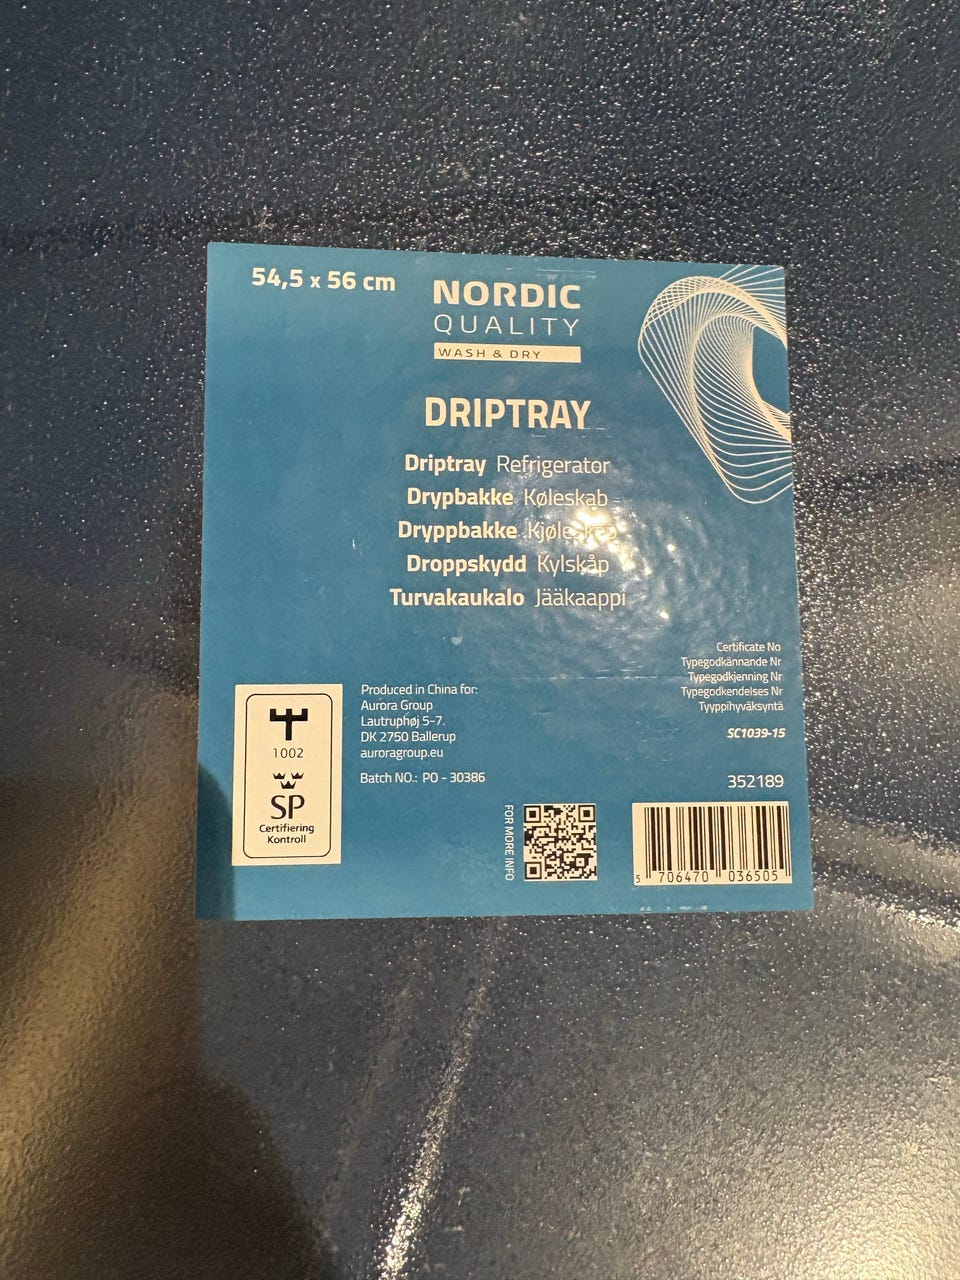 54,5 x 56 cm
NORDIC
QUALITY
WASH & DRY
DRIPTRAY
Driptray Refrigerator
Drypbakke Køleskab
Dryppbakke Kjøleskap
Droppskydd Kylskåp
Turvakaukalo Jääkaappi
Certificate No
Typegodkännande Nr
Typegodkjenning Nr
Typegodkendelses Nr
Tyyppihyväksyntä
SC1039-15
1002
SP
Certifiering
Kontroll
Produced in China for:
Aurora Group
Lautruphøj 5-7.
DK 2750 Ballerup
auroragroup.eu
Batch NO.: PO - 30386
FOR MORE INFO
352189
5 706470 036505